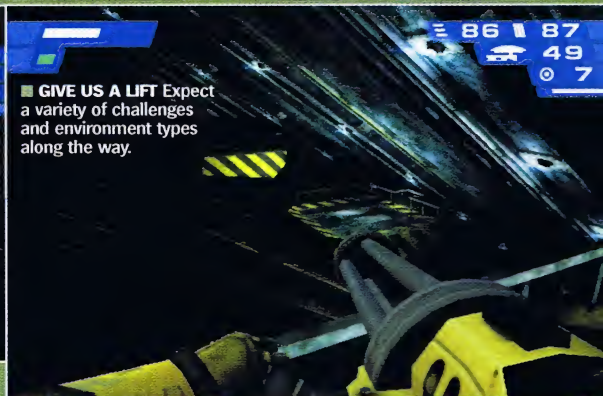 86 87
49
7
GIVE US A LIFT Expect
a variety of challenges
and environment types
along the way.